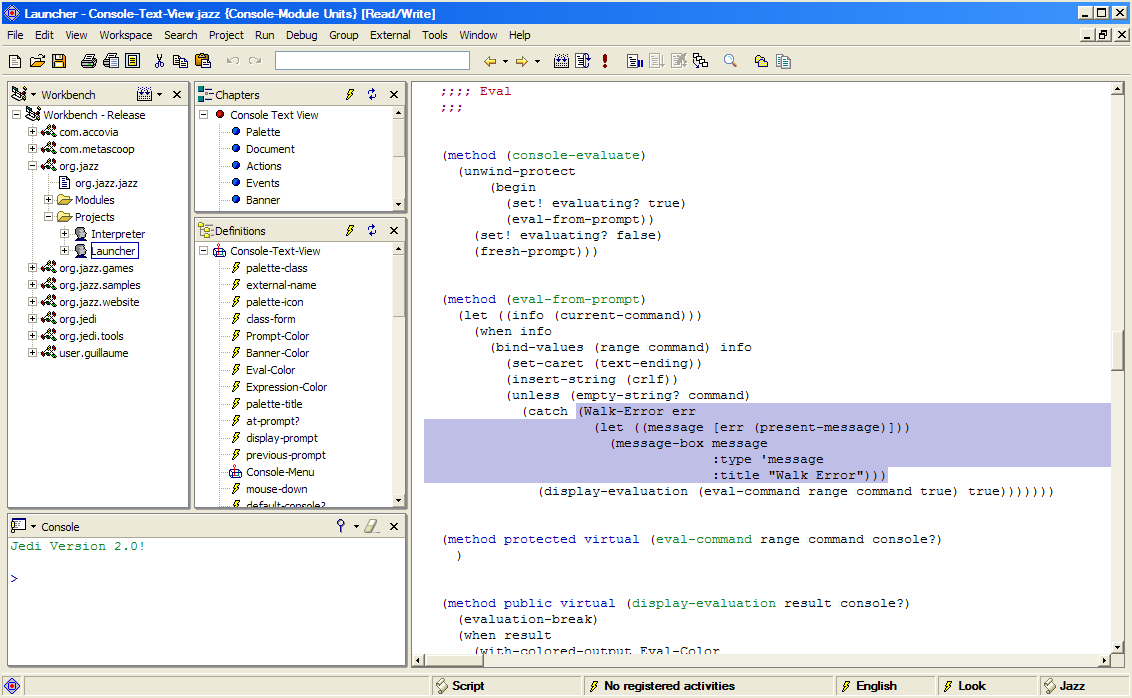 Launcher - Console-Text-View.jazz {Console-Module Units} [Read/Write]
File Edit View Workspace Search Project Run Debug Group External Tools Window Help
Workbench
Workbench - Release
com.accovia
com.metascoop
org.jazz
org.jazz.jazz
Modules
Projects
Interpreter
Launcher
org.jazz.games
org.jazz.samples
org.jazz.website
org.jedi
org.jedi.tools
user.guillaume
Chapters
Console Text View
Palette
Document
Actions
Events
Banner
Definitions
Console-Text-View
palette-class
external-name
palette-icon
class-form
Prompt-Color
Banner-Color
Eval-Color
Expression-Color
palette-title
at-prompt?
display-prompt
previous-prompt
Console-Menu
mouse-down
default-console?
Console
Jedi Version 2.0!
>
;;;; Eval
;;;
(method (console-evaluate)
(unwind-protect
(begin
(set! evaluating? true)
(eval-from-prompt))
(set! evaluating? false)
(fresh-prompt)))
(method (eval-from-prompt)
(let ((info (current-command)))
(when info
(bind-values (range command) info
(set-caret (text-ending))
(insert-string (crlf))
(unless (empty-string? command)
(catch (Walk-Error err
(let ((message [err (present-message)]))
(message-box message
:type 'message
:title "Walk Error")))
(display-evaluation (eval-command range command true) true)))))))
(method protected virtual (eval-command range command console?)
)
(method public virtual (display-evaluation result console?)
(evaluation-break)
(when result
(with-colored-output Eval-Color
Script
No registered activities
English
Look
Jazz